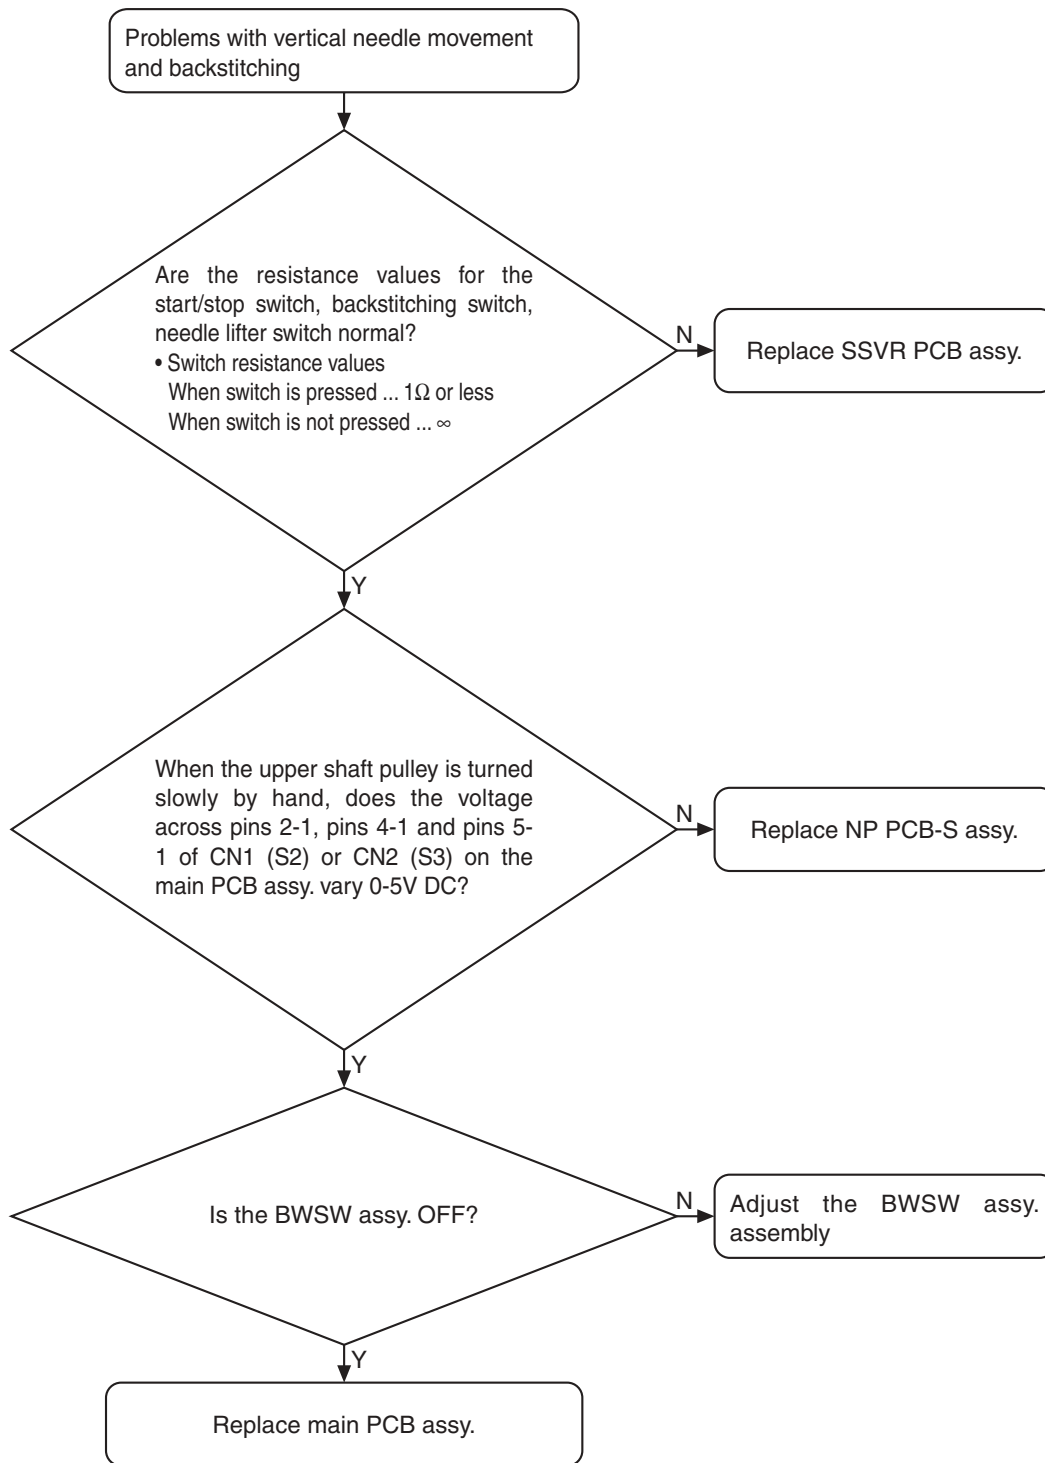 Problems with vertical needle movement
and backstitching
Are the resistance values for the
start/stop switch, backstitching switch,
needle lifter switch normal?
• Switch resistance values
When switch is pressed ... 1Ω or less
When switch is not pressed ... ∞
N
Replace SSVR PCB assy.
Y
When the upper shaft pulley is turned
slowly by hand, does the voltage
across pins 2-1, pins 4-1 and pins 5-
1 of CN1 (S2) or CN2 (S3) on the
main PCB assy. vary 0-5V DC?
N
Replace NP PCB-S assy.
Y
Is the BWSW assy. OFF?
N
Adjust the BWSW assy.
assembly
Y
Replace main PCB assy.